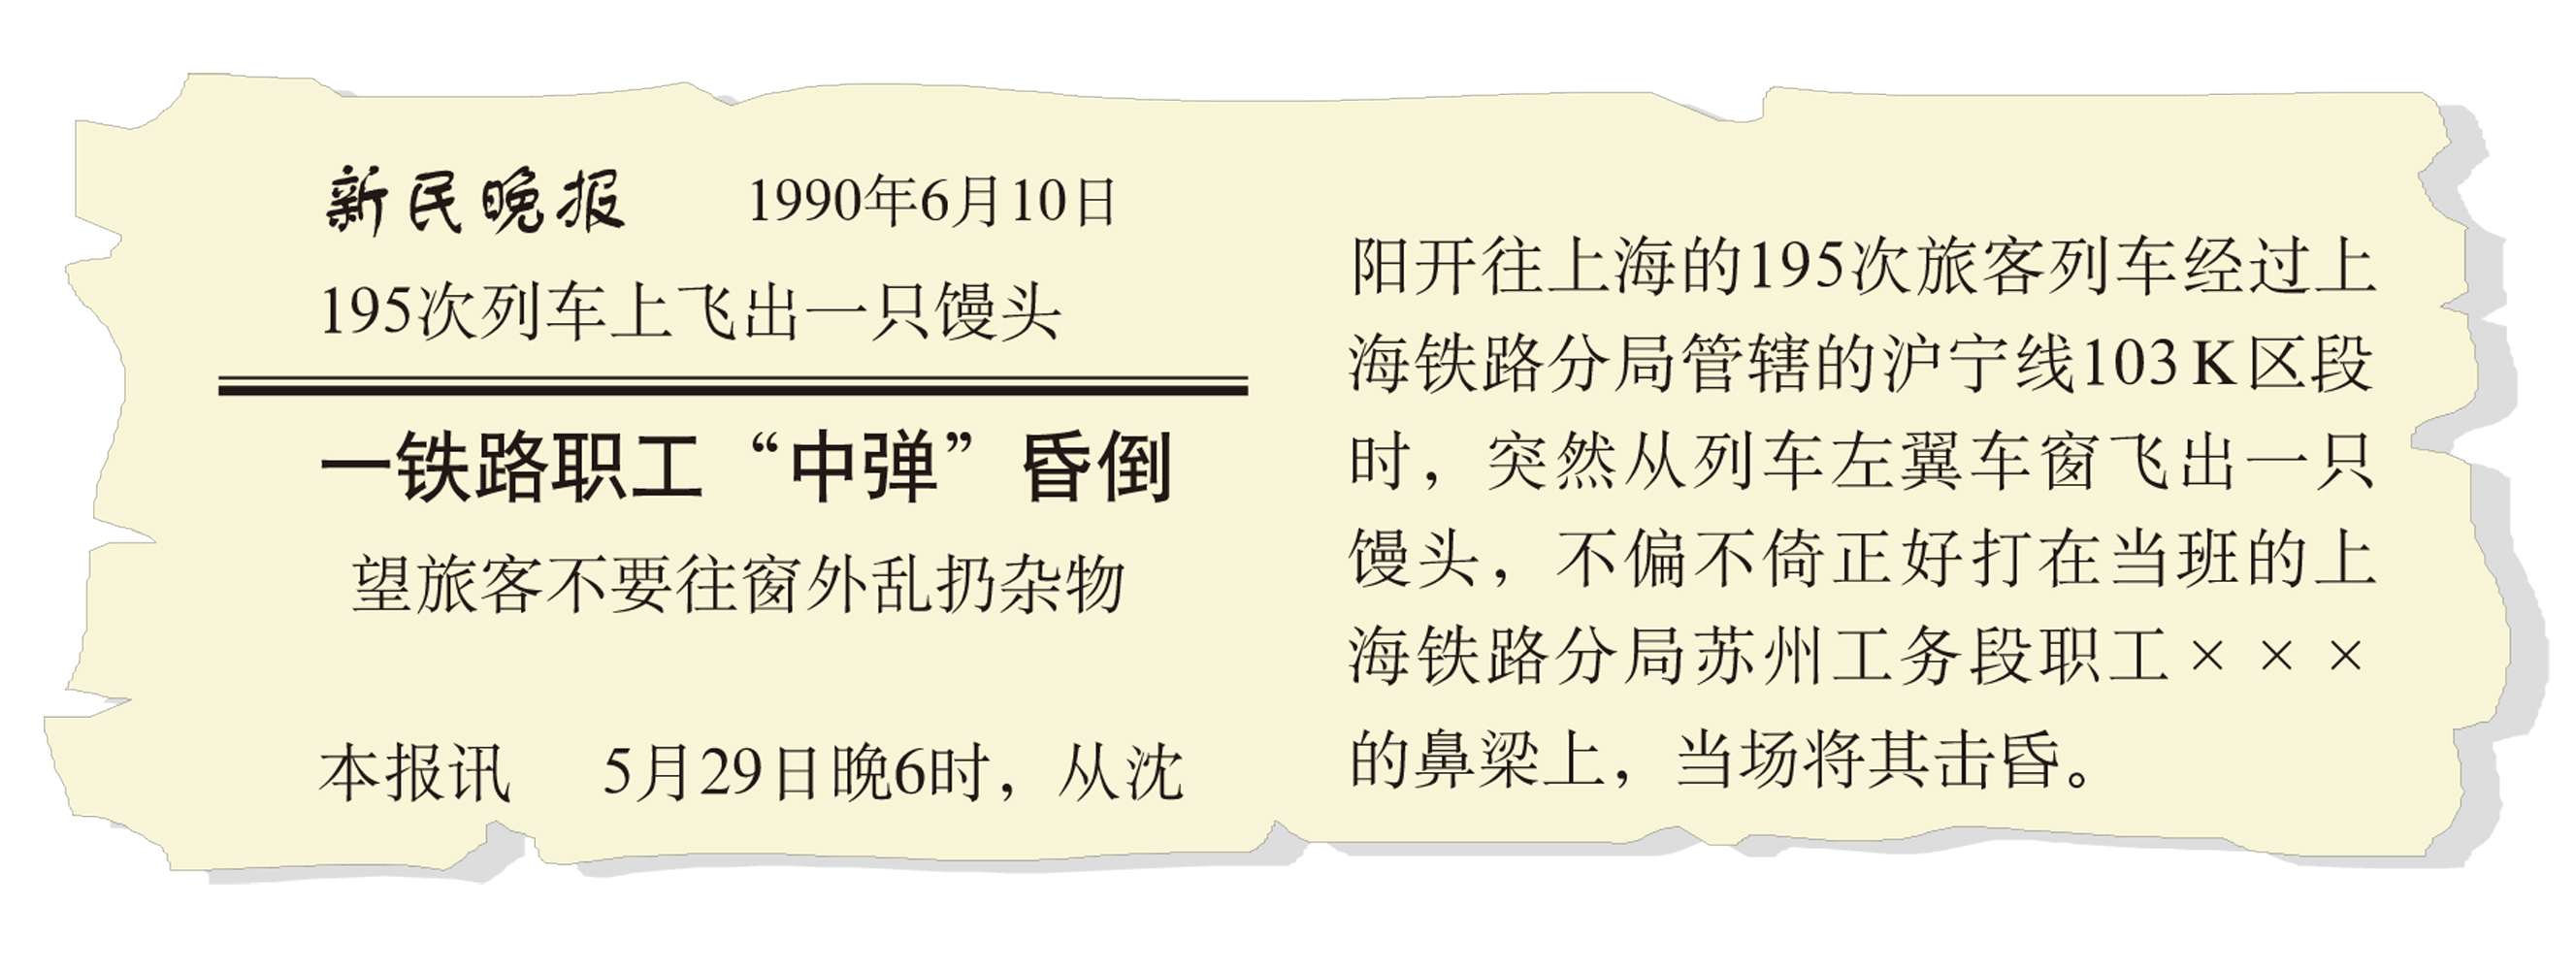 新民晚报 1990年6月10日
195次列车上飞出一只馒头
一铁路职工“中弹”昏倒
望旅客不要往窗外乱扔杂物
本报讯 5月29日晚6时，从沈
阳开往上海的195次旅客列车经过上
海铁路分局管辖的沪宁线103K区段
时，突然从列车左翼车窗飞出一只
馒头，不偏不倚正好打在当班的上
海铁路分局苏州工务段职工×××
的鼻梁上，当场将其击昏。